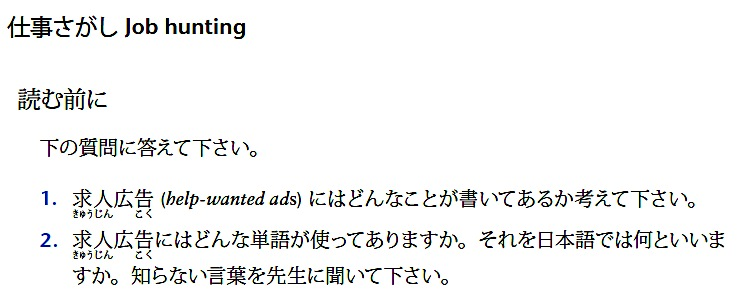 仕事さがし Job hunting
読む前に
下の質問に答えて下さい。
1. 求人広告 (help-wanted ads) にはどんなことが書いてあるか考えて下さい。
きゅうじん こく
2. 求人広告にはどんな単語が使ってありますか。それを日本語では何といいま
きゅうじん こく
すか。知らない言葉を先生に聞いて下さい。